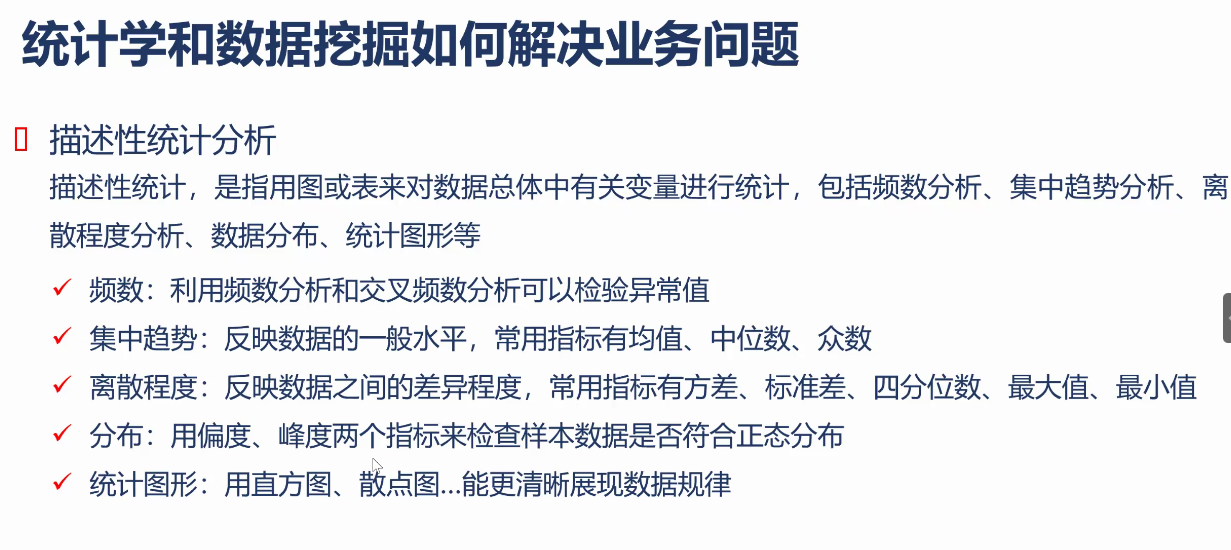 统计学和数据挖掘如何解决业务问题
描述性统计分析
描述性统计，是指用图或表来对数据总体中有关变量进行统计，包括频数分析、集中趋势分析、离
散程度分析、数据分布、统计图形等
频数：利用频数分析和交叉频数分析可以检验异常值
集中趋势：反映数据的一般水平，常用指标有均值、中位数、众数
离散程度：反映数据之间的差异程度，常用指标有方差、标准差、四分位数、最大值、最小值
分布：用偏度、峰度两个指标来检查样本数据是否符合正态分布
统计图形：用直方图、散点图...能更清晰展现数据规律